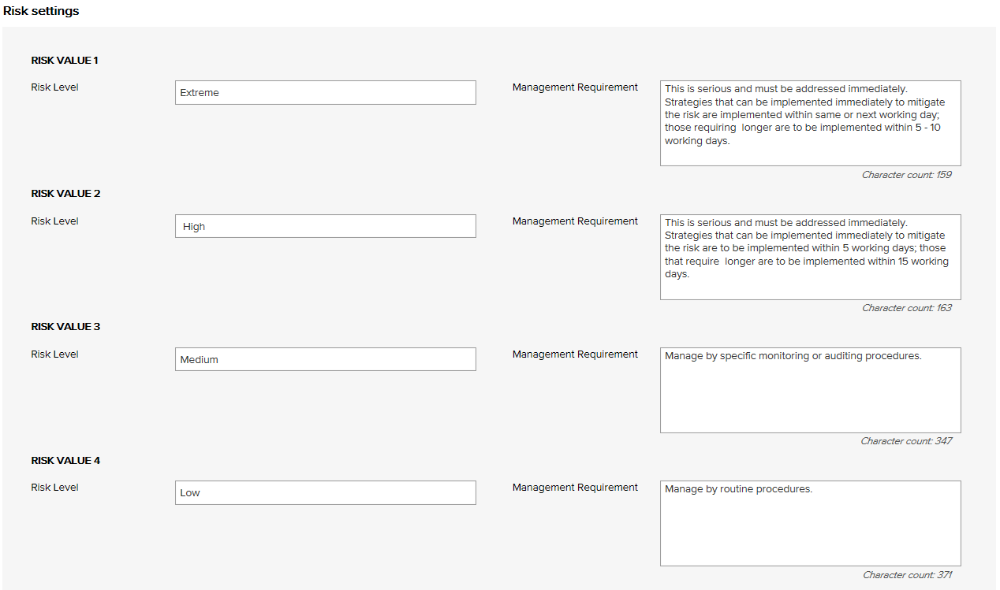 Risk settings
RISK VALUE 1
Risk Level
Extreme
Management Requirement
This is serious and must be addressed immediately.
Strategies that can be implemented immediately to mitigate
the risk are implemented within same or next working day;
those requiring  longer are to be implemented within 5 - 10
working days.
Character count: 159
RISK VALUE 2
Risk Level
High
Management Requirement
This is serious and must be addressed immediately.
Strategies that can be implemented immediately to mitigate
the risk are to be implemented within 5 working days; those
that require  longer are to be implemented within 15 working
days.
Character count: 163
RISK VALUE 3
Risk Level
Medium
Management Requirement
Manage by specific monitoring or auditing procedures.
Character count: 347
RISK VALUE 4
Risk Level
Low
Management Requirement
Manage by routine procedures.
Character count: 371